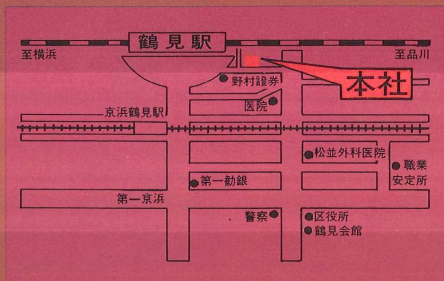 鶴見駅
至横浜
至品川
本社
野村證券
医院
京浜鶴見駅
松並外科医院
職業
安定所
第一勧銀
第一京浜
警察
区役所
鶴見会館